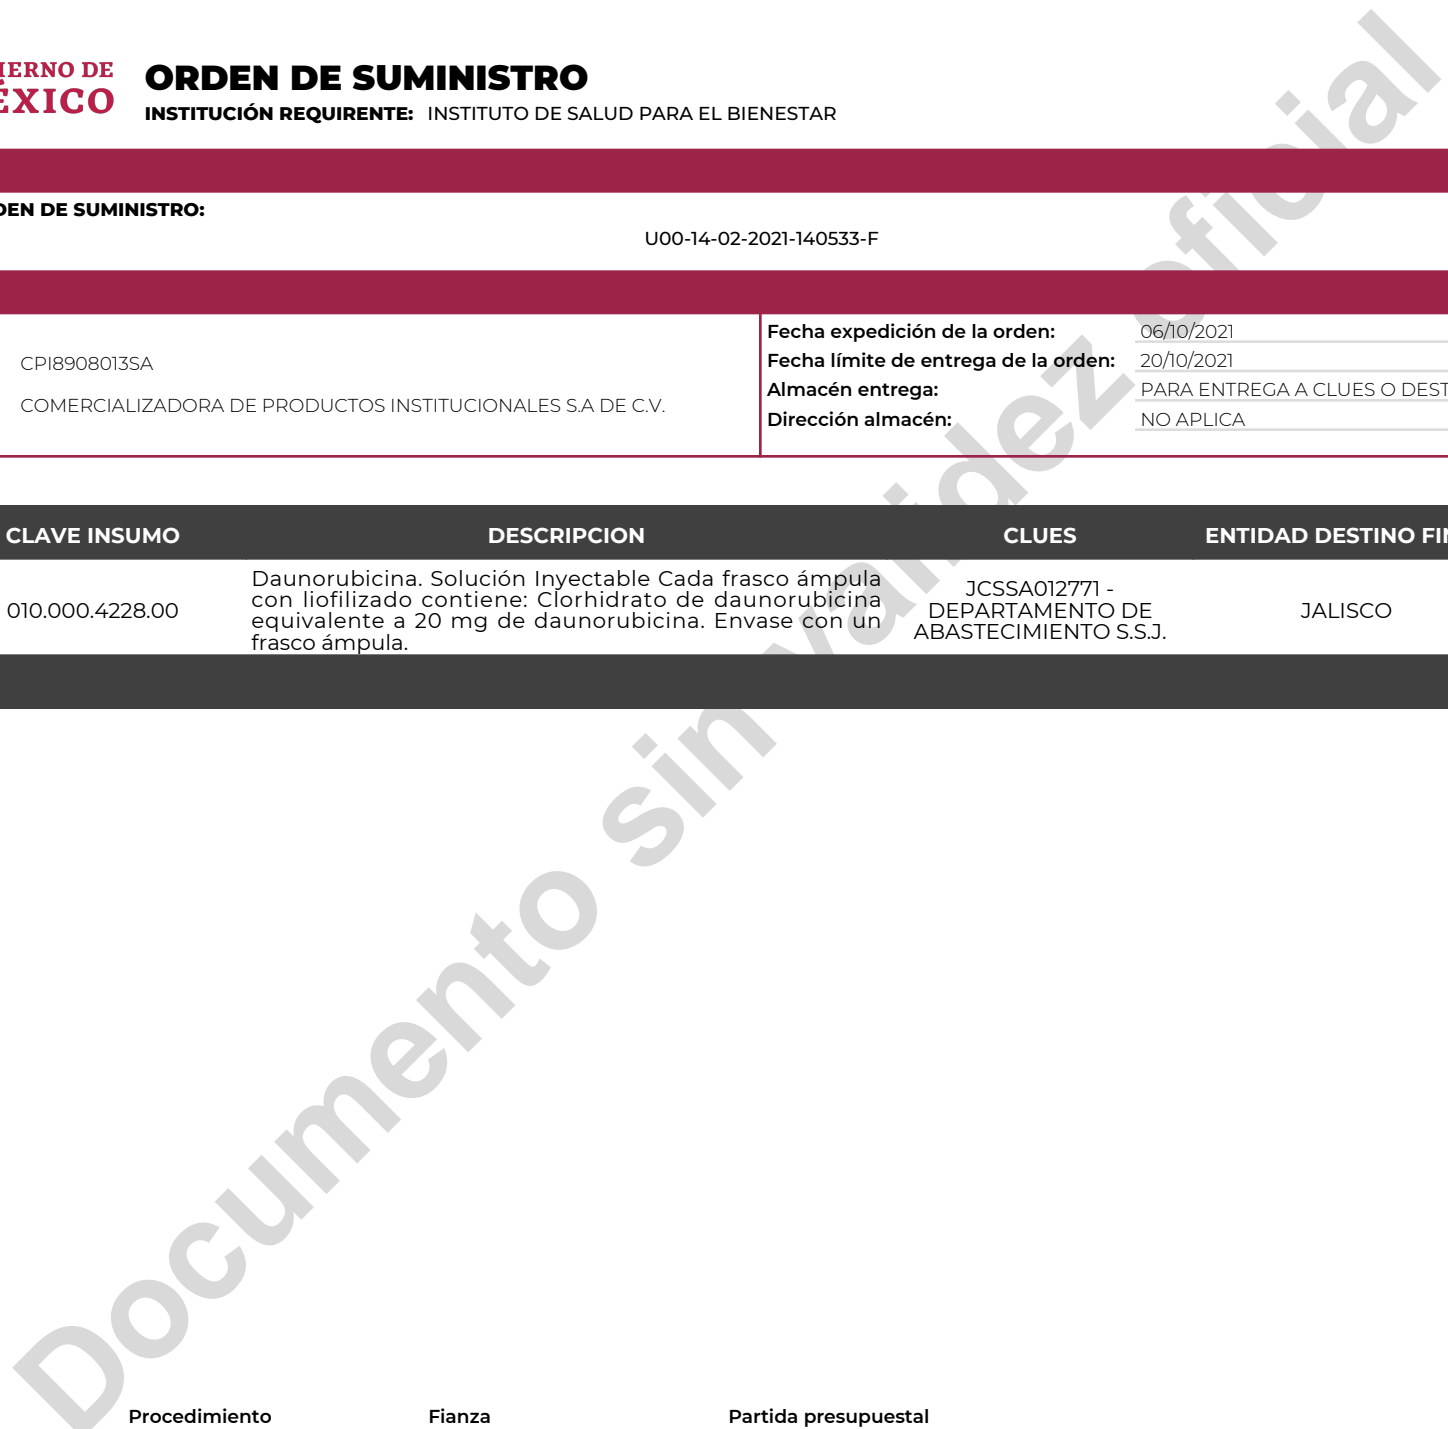 IERNO DE
ÉXICO
ORDEN DE SUMINISTRO
INSTITUCIÓN REQUIRENTE: INSTITUTO DE SALUD PARA EL BIENESTAR
DEN DE SUMINISTRO:
U00-14-02-2021-140533-F
CPI8908013SA
COMERCIALIZADORA DE PRODUCTOS INSTITUCIONALES S.A DE C.V.
Fecha expedición de la orden: 06/10/2021
Fecha límite de entrega de la orden: 20/10/2021
Almacén entrega: PARA ENTREGA A CLUES O DEST
Dirección almacén: NO APLICA
CLAVE INSUMO DESCRIPCION CLUES ENTIDAD DESTINO FIN
010.000.4228.00
Daunorubicina. Solución Inyectable Cada frasco ámpula
con liofilizado contiene: Clorhidrato de daunorubicina
equivalente a 20 mg de daunorubicina. Envase con un
frasco ámpula.
JCSSA012771 -
DEPARTAMENTO DE
ABASTECIMIENTO S.S.J.
JALISCO
Documento sin validez oficial
Procedimiento Fianza Partida presupuestal